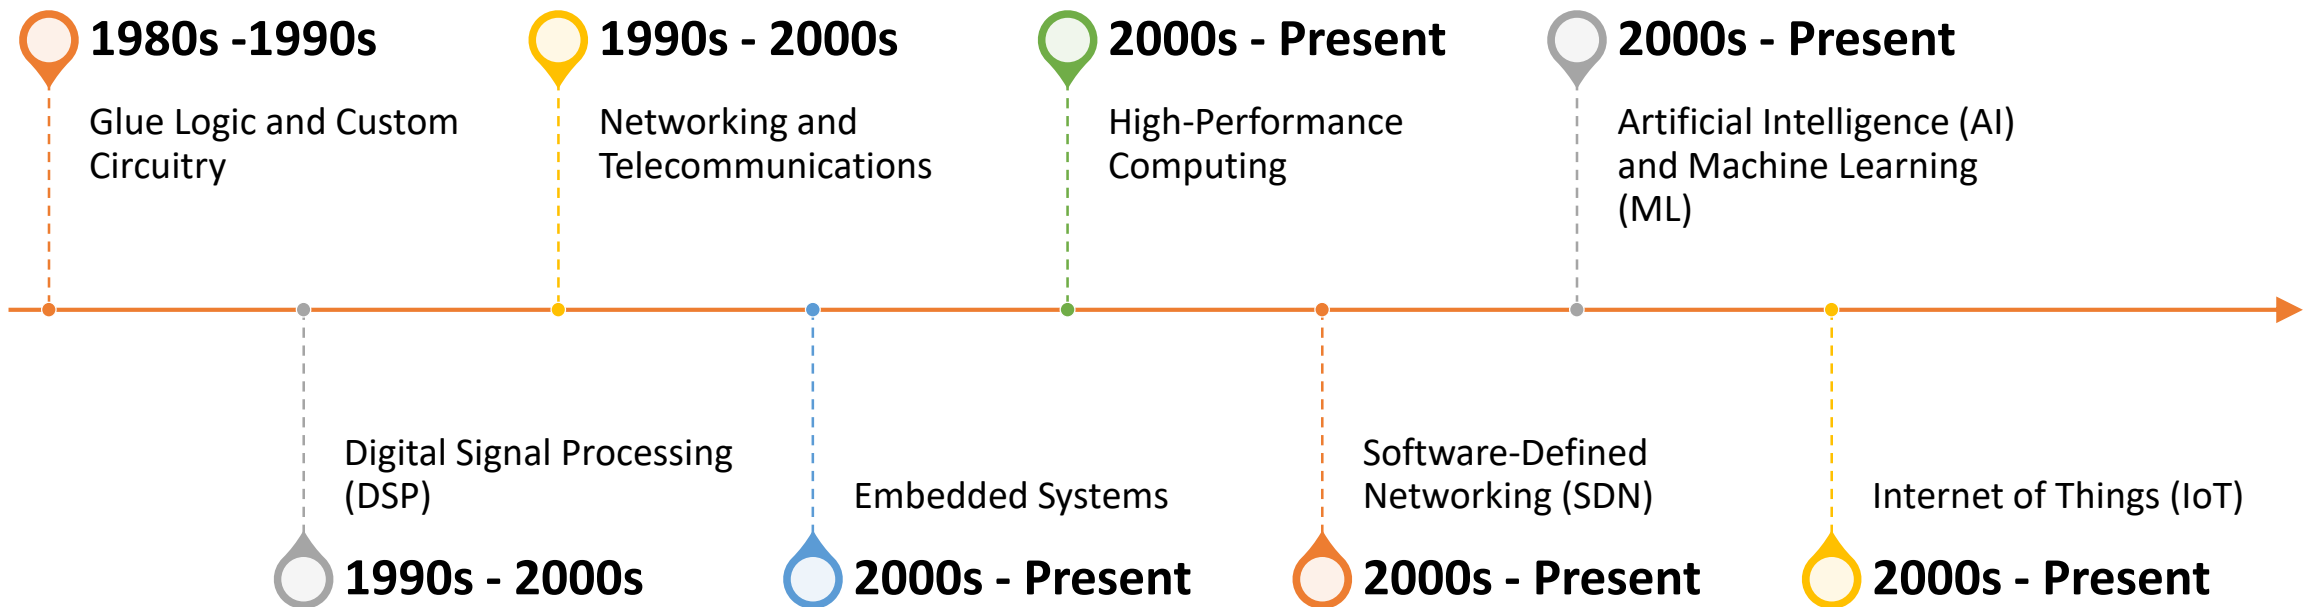 1980s -1990s
Glue Logic and Custom
Circuitry
Digital Signal Processing
(DSP)
1990s - 2000s
1990s - 2000s
Networking and
Telecommunications
Embedded Systems
2000s - Present
2000s - Present
High-Performance
Computing
Software-Defined
Networking (SDN)
2000s - Present
2000s - Present
Artificial Intelligence (AI)
and Machine Learning
(ML)
Internet of Things (IoT)
2000s - Present